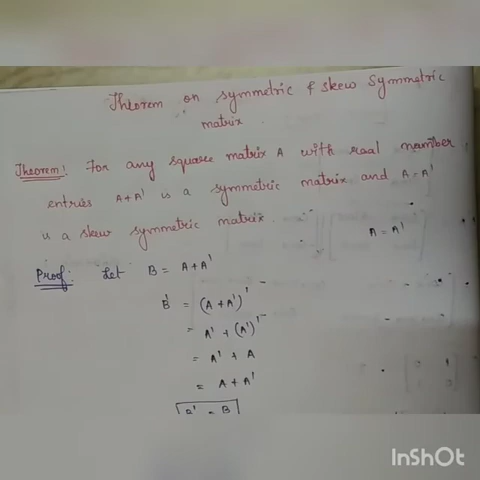 Theorem on symmetric & skew Symmetric
matrix.
Theorem! For any square matrix A with real number
entries A+A' is a symmetric matrix and A-A'
is a skew symmetric matrix.
A = A'
Proof: Let B = A+A'
B' = (A+A')'
= A' + (A')'
= A' + A
= A + A'
B' = B
InShOt